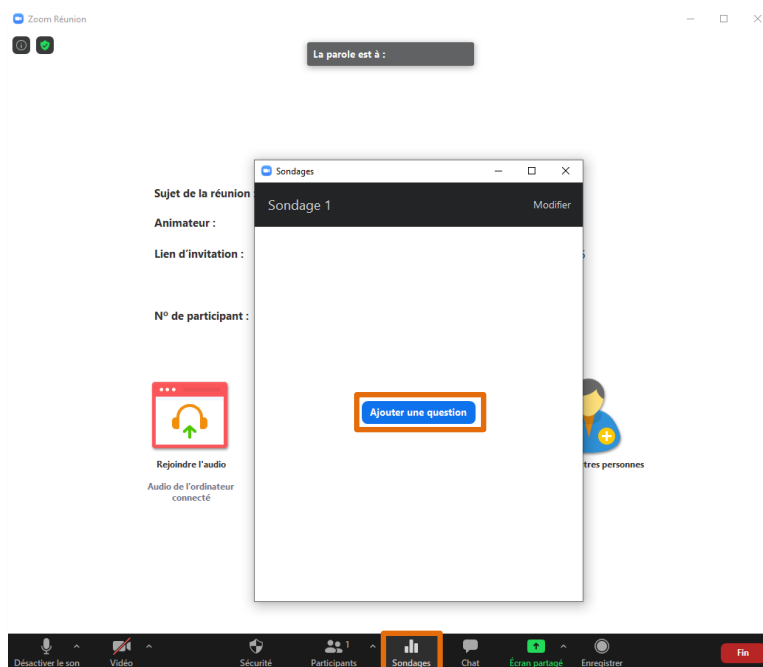 Zoom Réunion
La parole est à :
Sondages
Sondage 1
Modifier
Sujet de la réunion :
Animateur :
Lien d'invitation :
Nº de participant :
Ajouter une question
Rejoindre l'audio
Audio de l'ordinateur
connecté
tres personnes
Désactiver le son
Vidéo
Sécurité
1
Participants
Sondages
Chat
Écran partagé
Enregistrer
Fin